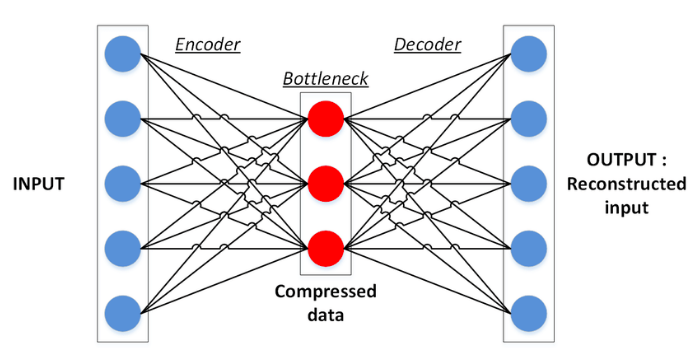 Encoder
Decoder
Bottleneck
INPUT
OUTPUT :
Reconstructed
input
Compressed
data